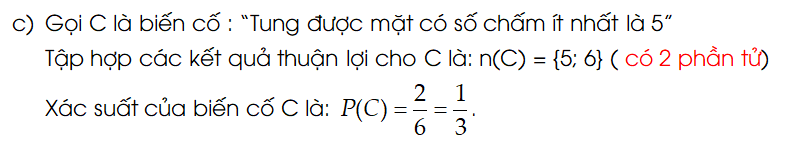 c) Gọi C là biến cố : "Tung được mặt có số chấm ít nhất là 5"
Tập hợp các kết quả thuận lợi cho C là: n(C) = {5; 6} ( có 2 phần tử)
Xác suất của biến cố C là: P(C) = 2/6 = 1/3.